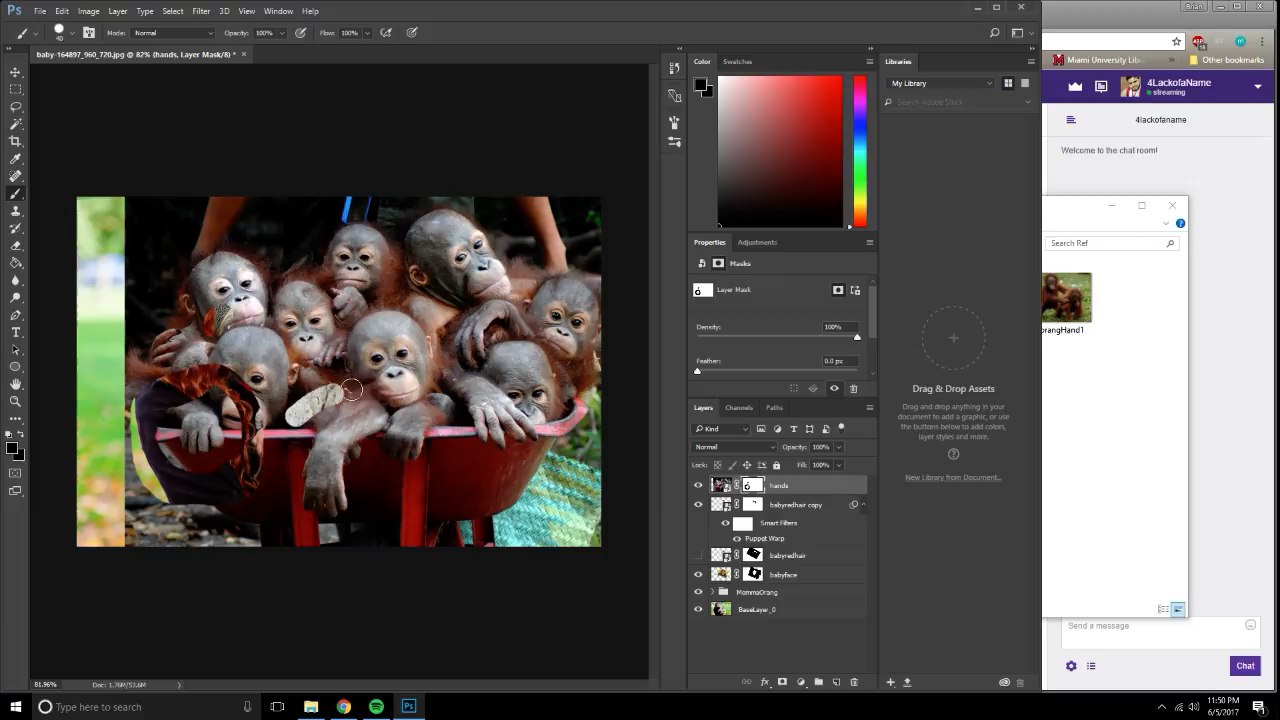 Ps File Edit Image Layer Type Select Filter 3D View Window Help
Brian
40 Mode: Normal Opacity: 100% Flow: 100%
baby-164897_960_720.jpg @ 82% (hands, Layer Mask/8) *
Miami University Libr » Other bookmarks
Color Swatches
Libraries
My Library
Search Adobe Stock
4LackofaName
streaming
4lackofaname
Welcome to the chat room!
Search Ref
orangHand1
Properties Adjustments
Masks
Layer Mask
Density: 100%
Feather: 0.0 px
Drag & Drop Assets
Drag and drop anything in your
document to add a graphic, or use
the buttons below to add colors,
layer styles and more.
New Library from Document...
Layers Channels Paths
Kind
Normal Opacity: 100%
Lock: Fill: 100%
hands
babyredhair copy
Smart Filters
Puppet Warp
babyredhair
babyface
MommaOrang
BaseLayer_0
Send a message
Chat
81.96% Doc: 1.76M/53.6M
Type here to search
Ps
11:50 PM
6/5/2017